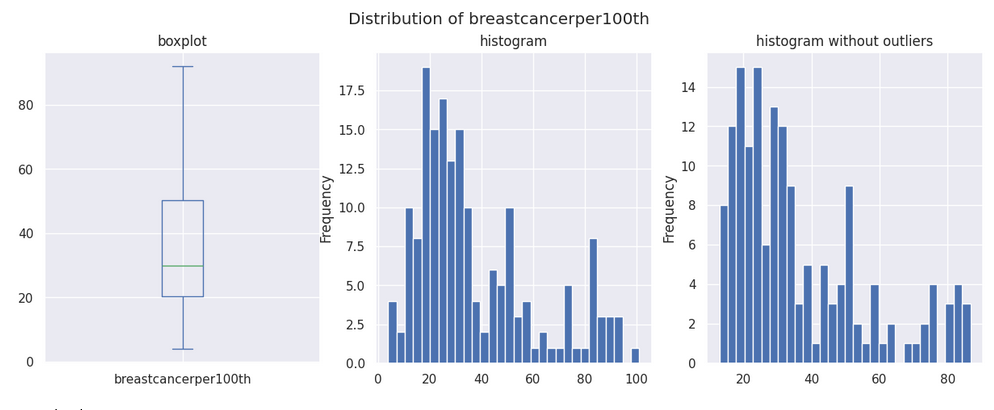 Distribution of breastcancerper100th
boxplot
80
60
40
20
0
breastcancerper100th
histogram
Frequency
17.5
15.0
12.5
10.0
7.5
5.0
2.5
0.0
0 20 40 60 80 100
histogram without outliers
Frequency
14
12
10
8
6
4
2
0
20 40 60 80